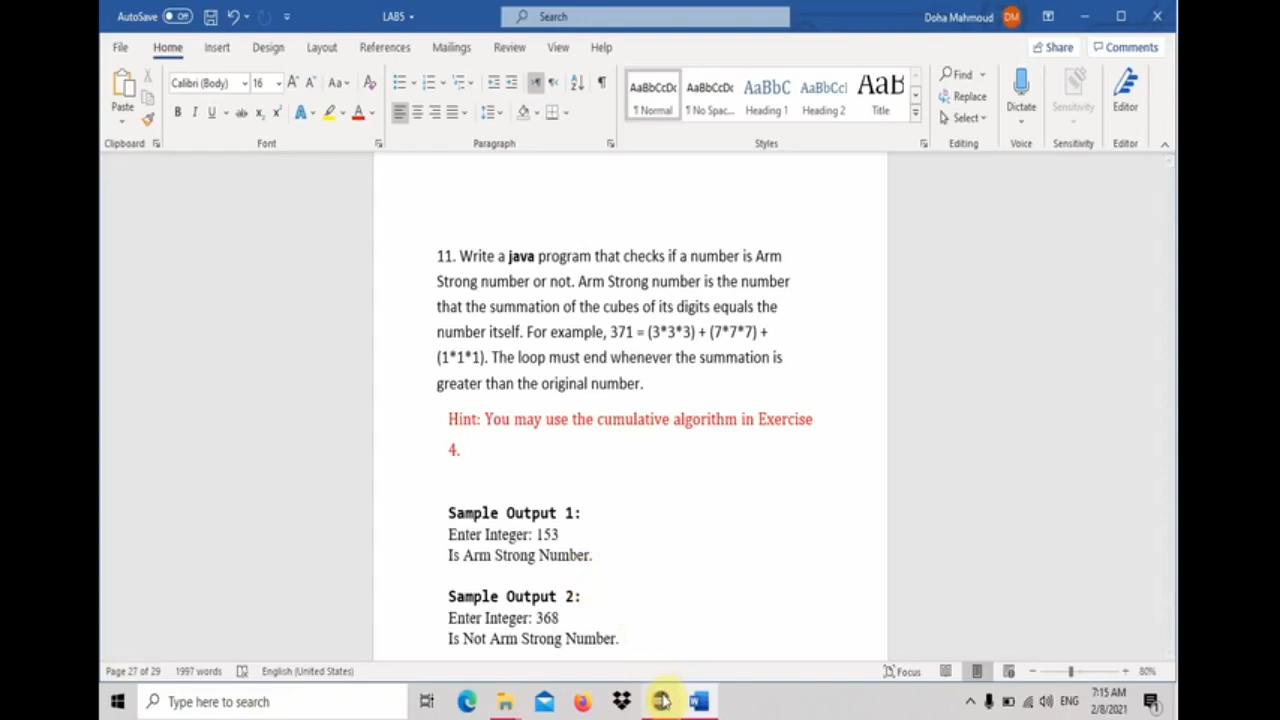 AutoSave Off LAB5 Search Doha Mahmoud DM
File Home Insert Design Layout References Mailings Review View Help Share Comments
Calibri (Body) 16 Aa AaBbCcDc AaBbCcDc AaBbC AaBbCcI AaB Find
Paste B I U ab x₂ x² A A ¶ Normal ¶ No Spac... Heading 1 Heading 2 Title Replace Dictate Sensitivity Editor
Select
Clipboard Font Paragraph Styles Editing Voice Sensitivity Editor
11. Write a java program that checks if a number is Arm
Strong number or not. Arm Strong number is the number
that the summation of the cubes of its digits equals the
number itself. For example, 371 = (3*3*3) + (7*7*7) +
(1*1*1). The loop must end whenever the summation is
greater than the original number.
Hint: You may use the cumulative algorithm in Exercise
4.
Sample Output 1:
Enter Integer: 153
Is Arm Strong Number.
Sample Output 2:
Enter Integer: 368
Is Not Arm Strong Number.
Page 27 of 29 1997 words English (United States) Focus 80%
Type here to search ENG 7:15 AM
2/8/2021